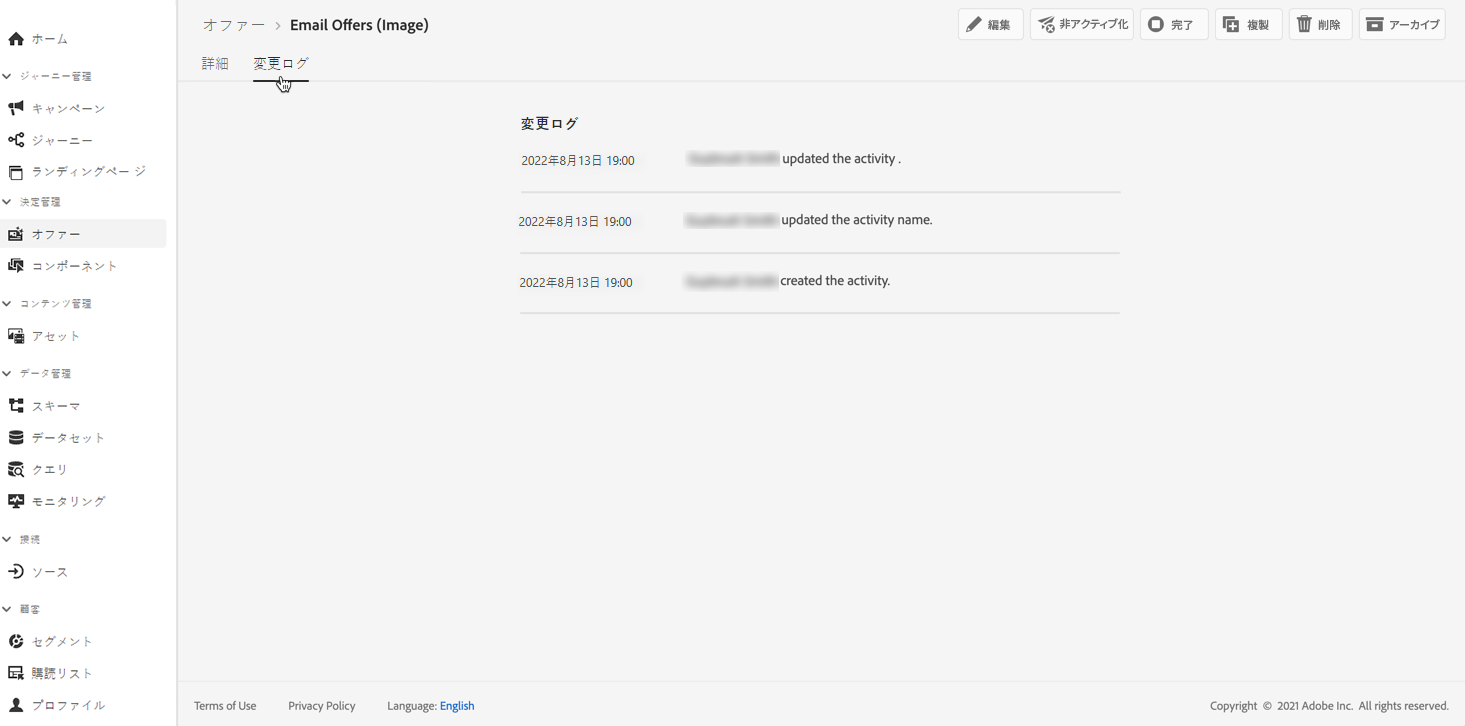 オファー > Email Offers (Image)
編集
非アクティブ化
完了
複製
削除
アーカイブ
詳細
変更ログ
ホーム
ジャーニー管理
キャンペーン
ジャーニー
ランディングページ
決定管理
オファー
コンポーネント
コンテンツ管理
アセット
データ管理
スキーマ
データセット
クエリ
モニタリング
接続
ソース
顧客
セグメント
購読リスト
プロファイル
変更ログ
2022年8月13日 19:00 updated the activity .
2022年8月13日 19:00 updated the activity name.
2022年8月13日 19:00 created the activity.
Terms of Use Privacy Policy Language: English Copyright © 2021 Adobe Inc. All rights reserved.